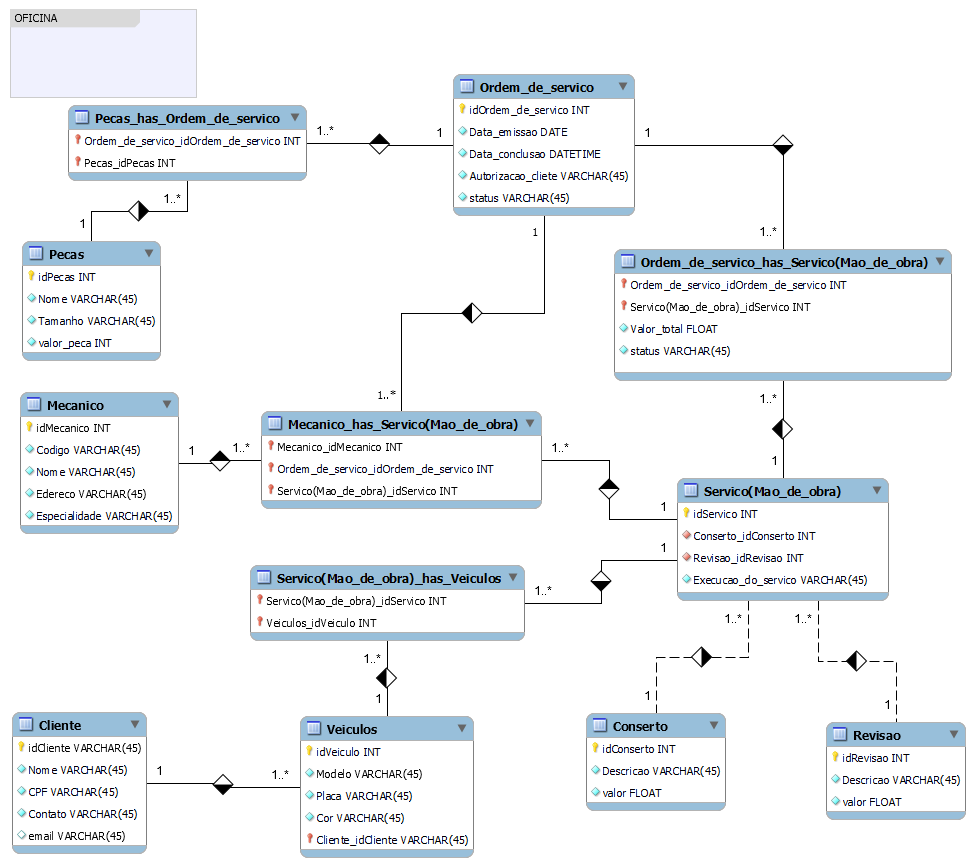 OFICINA
Ordem_de_servico
idOrdem_de_servico INT
Data_emissao DATE
Data_conclusao DATETIME
Autorizacao_cliete VARCHAR(45)
status VARCHAR(45)
Pecas_has_Ordem_de_servico
Ordem_de_servico_idOrdem_de_servico INT
Pecas_idPecas INT
1..*
1
1
1..*
1..*
1
1
1..*
Pecas
idPecas INT
Nome VARCHAR(45)
Tamanho VARCHAR(45)
valor_peca INT
Ordem_de_servico_has_Servico(Mao_de_obra)
Ordem_de_servico_idOrdem_de_servico INT
Servico(Mao_de_obra)_idServico INT
Valor_total FLOAT
status VARCHAR(45)
Mecanico
idMecanico INT
Codigo VARCHAR(45)
Nome VARCHAR(45)
Edereco VARCHAR(45)
Especialidade VARCHAR(45)
1
1..*
Mecanico_has_Servico(Mao_de_obra)
Mecanico_idMecanico INT
Ordem_de_servico_idOrdem_de_servico INT
Servico(Mao_de_obra)_idServico INT
1..*
1
1..*
1
Servico(Mao_de_obra)
idServico INT
Conserto_idConserto INT
Revisao_idRevisao INT
Execucao_do_servico VARCHAR(45)
Servico(Mao_de_obra)_has_Veiculos
Servico(Mao_de_obra)_idServico INT
Veiculos_idVeiculo INT
1..*
1
1..*
1
1..*
1
1..*
1
Cliente
idCliente VARCHAR(45)
Nome VARCHAR(45)
CPF VARCHAR(45)
Contato VARCHAR(45)
email VARCHAR(45)
1
1..*
Veiculos
idVeiculo INT
Modelo VARCHAR(45)
Placa VARCHAR(45)
Cor VARCHAR(45)
Cliente_idCliente VARCHAR(45)
Conserto
idConserto INT
Descricao VARCHAR(45)
valor FLOAT
Revisao
idRevisao INT
Descricao VARCHAR(45)
valor FLOAT